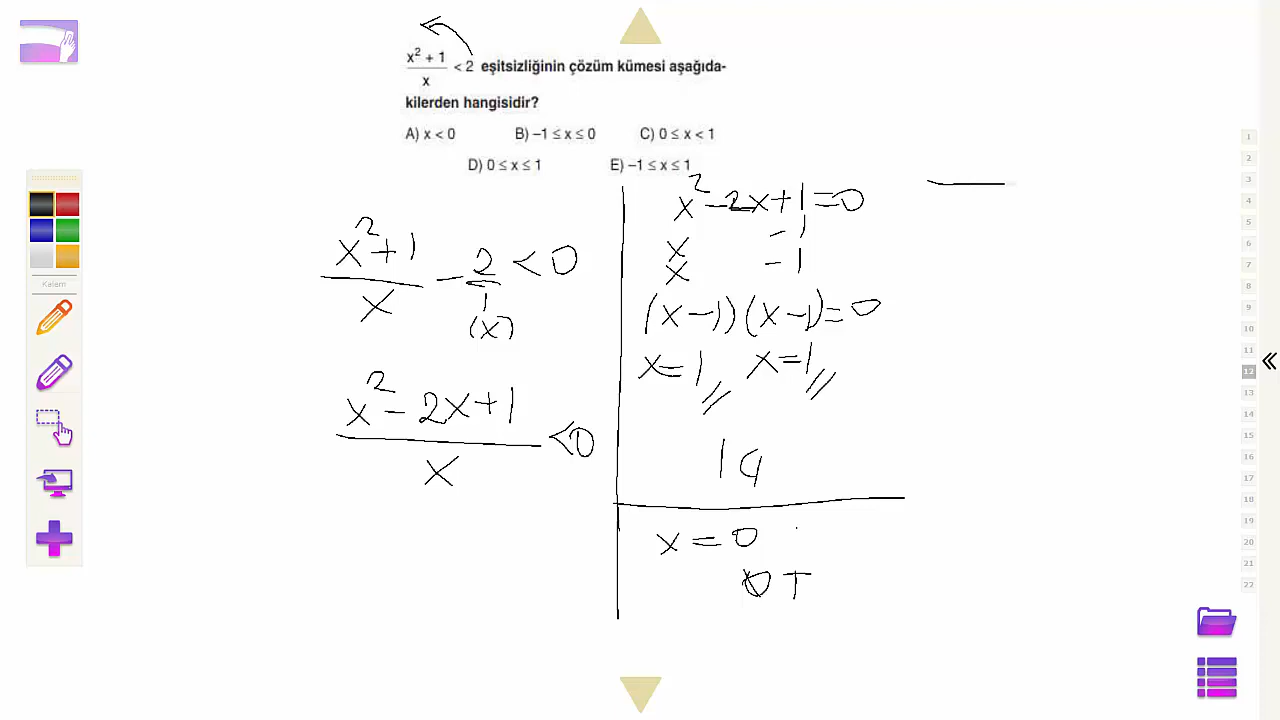 x² + 1
x
< 2 eşitsizliğinin çözüm kümesi aşağıda-
kilerden hangisidir?
A) x < 0 B) –1 ≤ x ≤ 0 C) 0 ≤ x < 1
D) 0 ≤ x ≤ 1 E) –1 ≤ x ≤ 1
x²+1
x
- 2 < 0
1
(x)
x² - 2x + 1
x
< 0
x² - 2x + 1 = 0
x - 1
x - 1
(x - 1) (x - 1) = 0
x = 1 x = 1
1 Ç
x = 0
0 T
Kalem
1
2
3
4
5
6
7
8
9
10
11
12
13
14
15
16
17
18
19
20
21
22